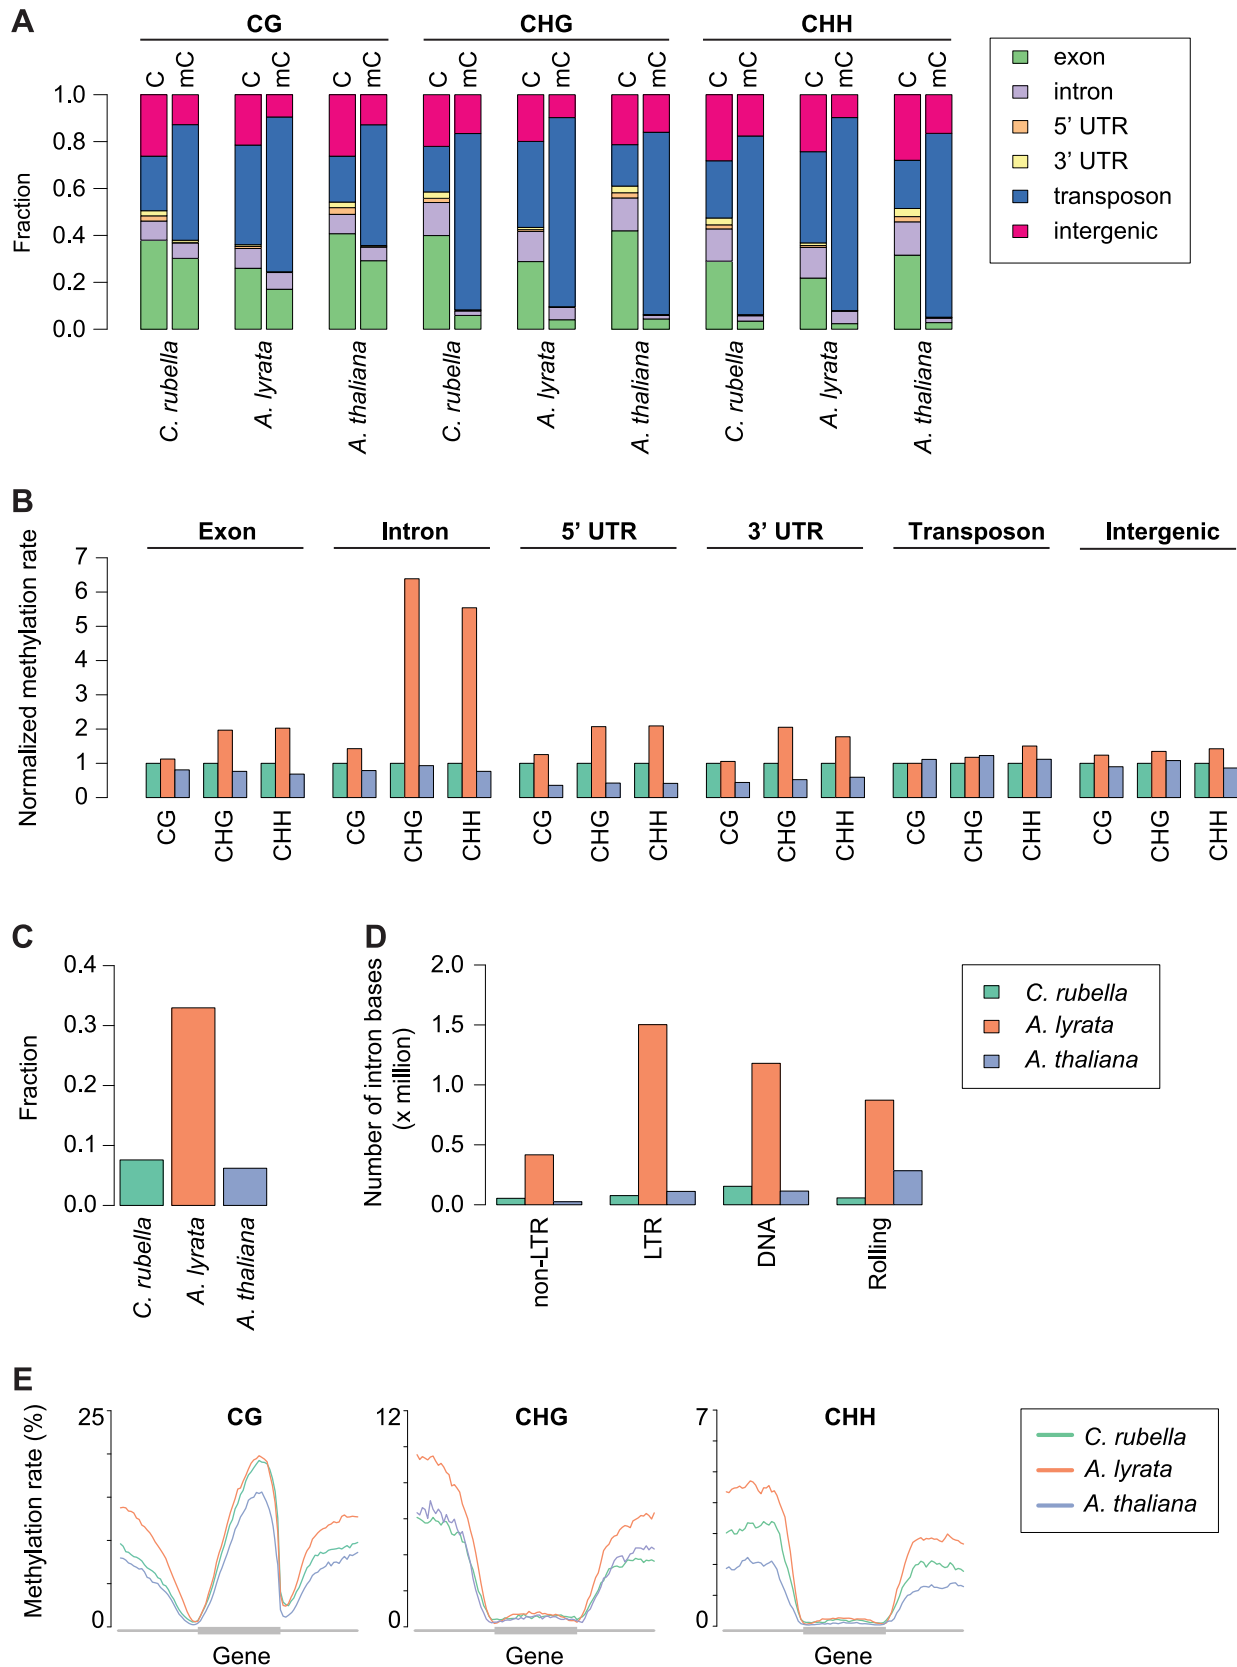 A
CG CHG CHH
C mC C mC C mC C mC C mC C mC C mC C mC C mC
Fraction
1.0
0.8
0.6
0.4
0.2
0.0
C. rubella A. lyrata A. thaliana C. rubella A. lyrata A. thaliana C. rubella A. lyrata A. thaliana
exon
intron
5' UTR
3' UTR
transposon
intergenic
B
Exon Intron 5’ UTR 3’ UTR Transposon Intergenic
Normalized methylation rate
7
6
5
4
3
2
1
0
CG CHG CHH CG CHG CHH CG CHG CHH CG CHG CHH CG CHG CHH CG CHG CHH
C
Fraction
0.4
0.3
0.2
0.1
0.0
C. rubella A. lyrata A. thaliana
D
Number of intron bases
(x million)
2.0
1.5
1.0
0.5
0.0
non-LTR LTR DNA Rolling
C. rubella
A. lyrata
A. thaliana
E
Methylation rate (%)
25 CG
0
Gene
12 CHG
0
Gene
7 CHH
0
Gene
C. rubella
A. lyrata
A. thaliana